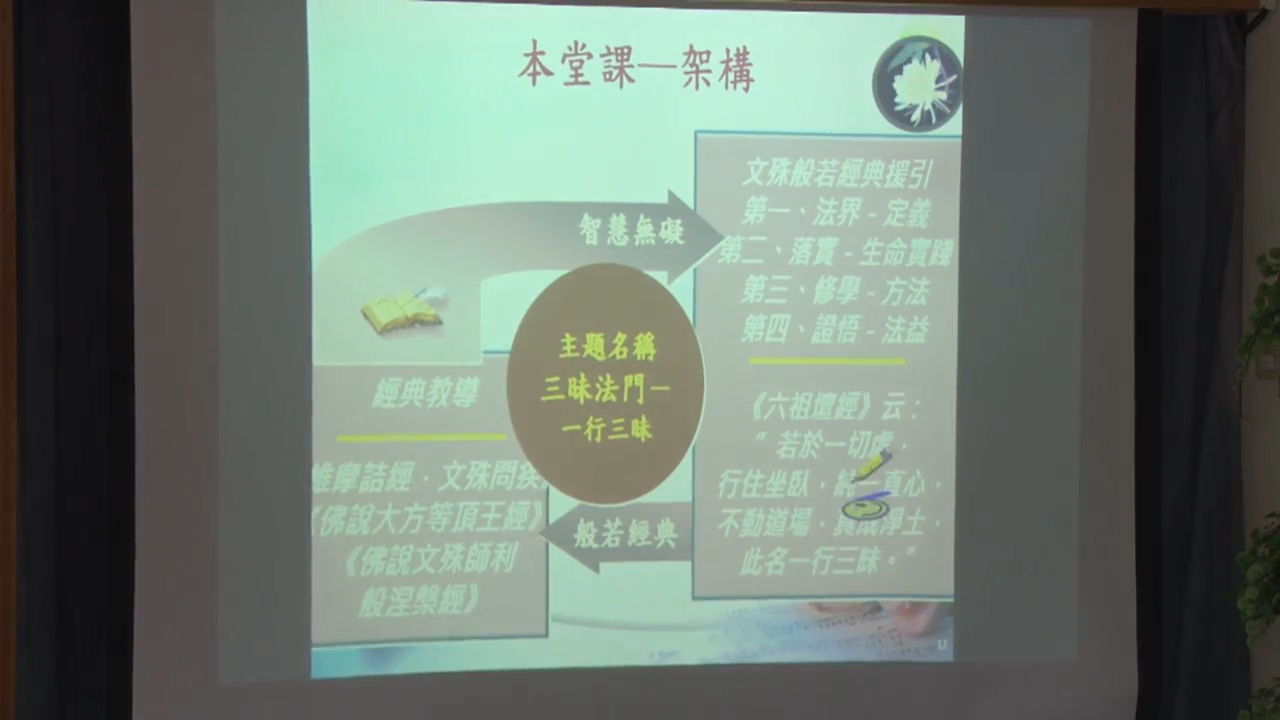 本堂課—架構
智慧無礙
文殊般若經典援引
第一、法界-定義
第二、落實-生命實踐
第三、修學-方法
第四、證悟-法益
主題名稱
三昧法門—
一行三昧
經典教導
維摩詰經．文殊問疾
《佛說大方等頂王經》
《佛說文殊師利
般涅槃經》
般若經典
《六祖壇經》云：
"若於一切處，
行住坐臥，純一直心，
不動道場，真成淨土，
此名一行三昧。"